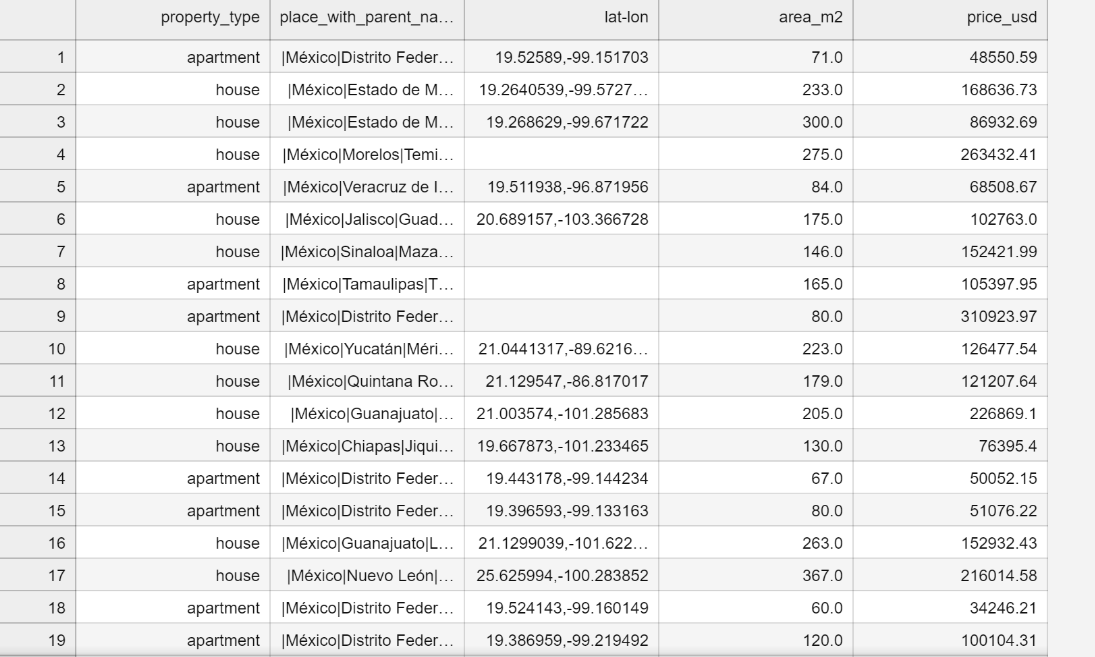 property_type place_with_parent_na... lat-lon area_m2 price_usd
1 apartment |México|Distrito Feder... 19.52589,-99.151703 71.0 48550.59
2 house |México|Estado de M... 19.2640539,-99.5727... 233.0 168636.73
3 house |México|Estado de M... 19.268629,-99.671722 300.0 86932.69
4 house |México|Morelos|Temi... 275.0 263432.41
5 apartment |México|Veracruz de I... 19.511938,-96.871956 84.0 68508.67
6 house |México|Jalisco|Guad... 20.689157,-103.366728 175.0 102763.0
7 house |México|Sinaloa|Maza... 146.0 152421.99
8 apartment |México|Tamaulipas|T... 165.0 105397.95
9 apartment |México|Distrito Feder... 80.0 310923.97
10 house |México|Yucatán|Méri... 21.0441317,-89.6216... 223.0 126477.54
11 house |México|Quintana Ro... 21.129547,-86.817017 179.0 121207.64
12 house |México|Guanajuato|... 21.003574,-101.285683 205.0 226869.1
13 house |México|Chiapas|Jiqui... 19.667873,-101.233465 130.0 76395.4
14 apartment |México|Distrito Feder... 19.443178,-99.144234 67.0 50052.15
15 apartment |México|Distrito Feder... 19.396593,-99.133163 80.0 51076.22
16 house |México|Guanajuato|L... 21.1299039,-101.622... 263.0 152932.43
17 house |México|Nuevo León|... 25.625994,-100.283852 367.0 216014.58
18 apartment |México|Distrito Feder... 19.524143,-99.160149 60.0 34246.21
19 apartment |México|Distrito Feder... 19.386959,-99.219492 120.0 100104.31